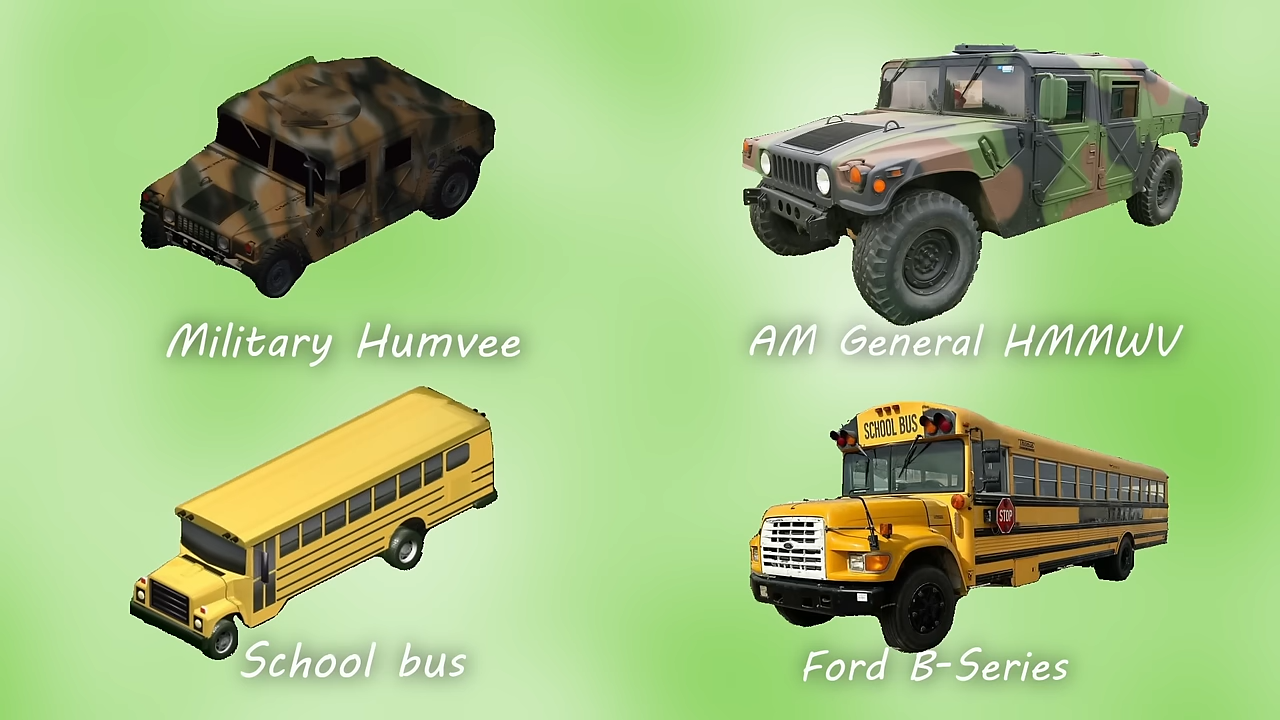 Military Humvee
AM General HMMWV
SCHOOL BUS
STOP
School bus
Ford B-Series